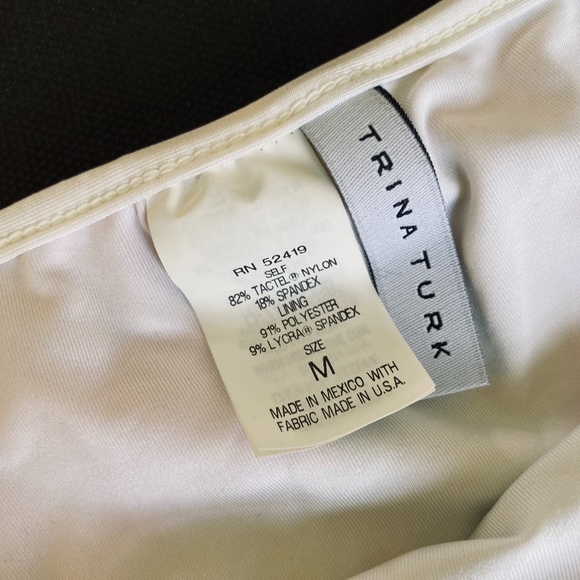 RN 52419
SELF
82% TACTEL® NYLON
18% SPANDEX
LINING
91% POLYESTER
9% LYCRA® SPANDEX
SIZE
M
MADE IN MEXICO WITH
FABRIC MADE IN U.S.A.
TRINA TURK